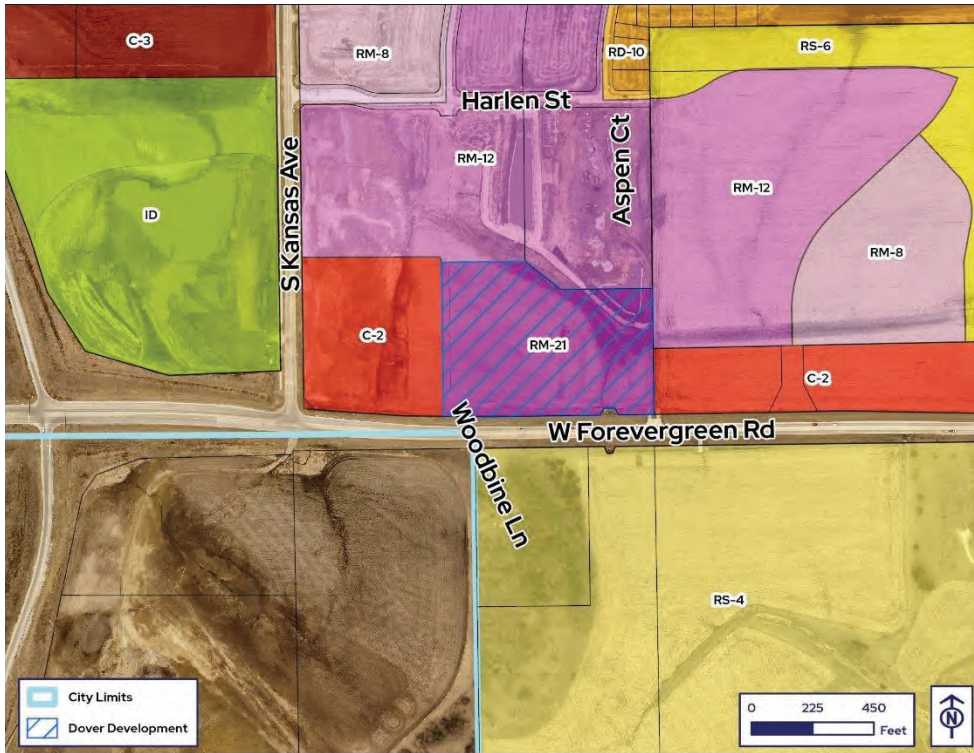 C-3
RM-8
RD-10
RS-6
Harlen St
S Kansas Ave
RM-12
Aspen Ct
RM-12
ID
RM-8
C-2
RM-21
C-2
Woodbine Ln
W Forevergreen Rd
RS-4
City Limits
Dover Development
0 225 450
Feet
N